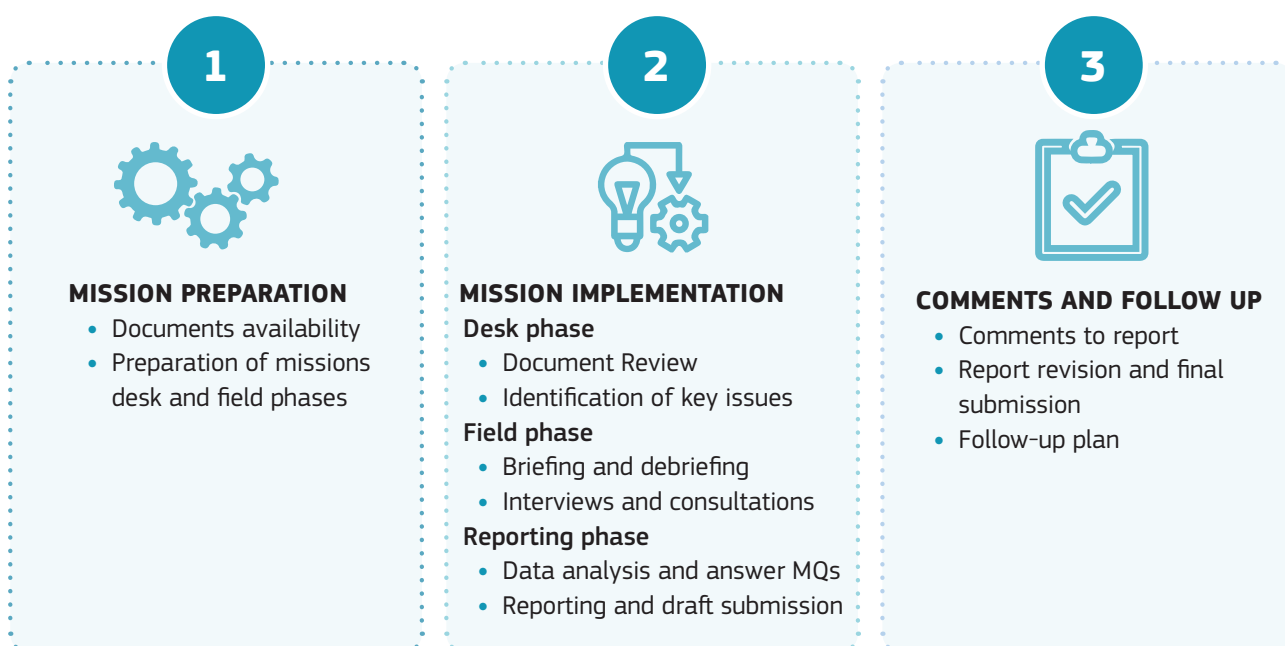 1
MISSION PREPARATION
• Documents availability
• Preparation of missions
desk and field phases
2
MISSION IMPLEMENTATION
Desk phase
• Document Review
• Identification of key issues
Field phase
• Briefing and debriefing
• Interviews and consultations
Reporting phase
• Data analysis and answer MQs
• Reporting and draft submission
3
COMMENTS AND FOLLOW UP
• Comments to report
• Report revision and final
submission
• Follow-up plan